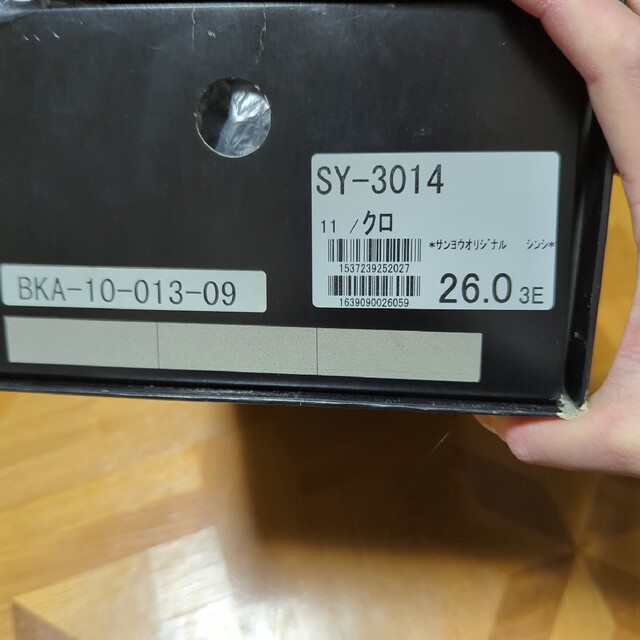 SY-3014
11 /クロ
*サンヨウオリジナル シンシ*
1537239252027
1639090026059
26.0 3E
BKA-10-013-09